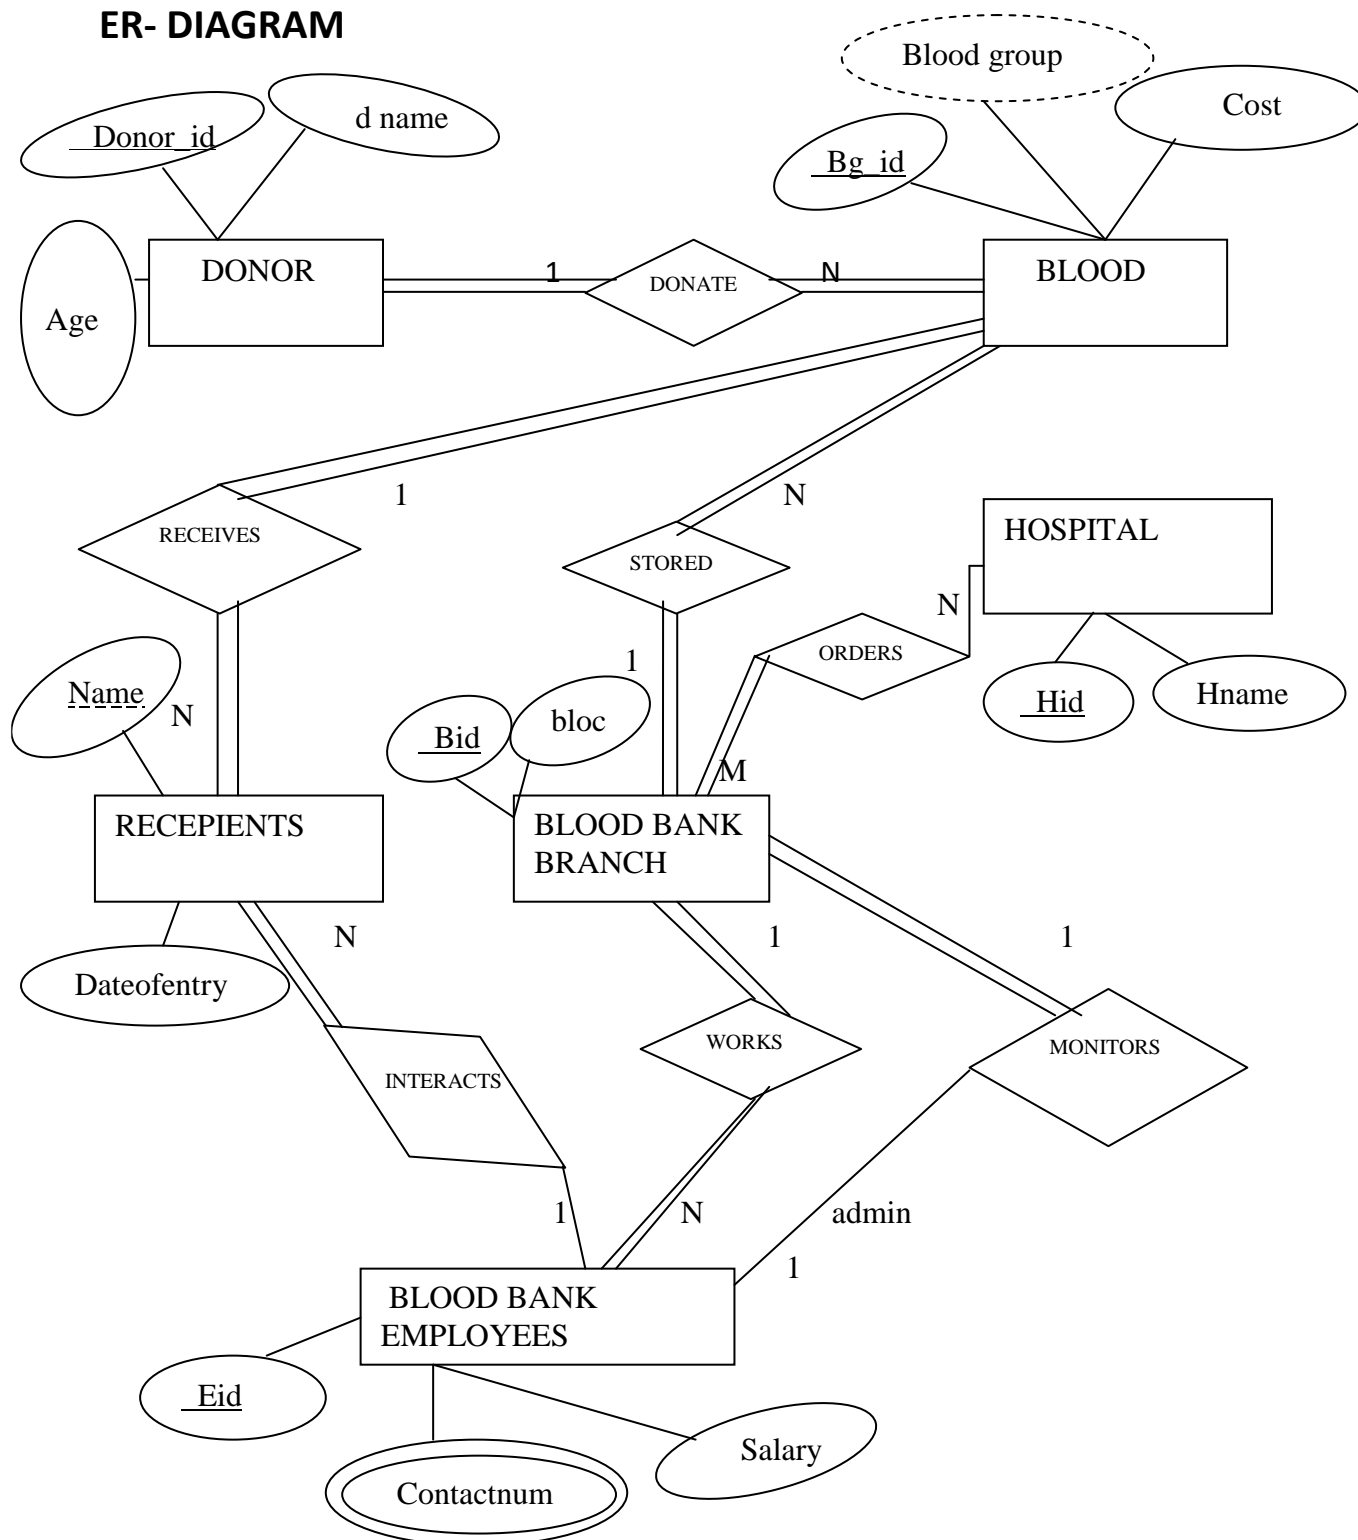 ER- DIAGRAM
Blood group
Donor_id
d name
Cost
Bg_id
DONOR
1
DONATE
N
BLOOD
Age
1
N
RECEIVES
STORED
HOSPITAL
N
1
ORDERS
Name
N
Bid
bloc
Hid
Hname
M
RECEPIENTS
BLOOD BANK
BRANCH
N
1
1
Dateofentry
INTERACTS
WORKS
MONITORS
1
N
admin
1
BLOOD BANK
EMPLOYEES
Eid
Salary
Contactnum